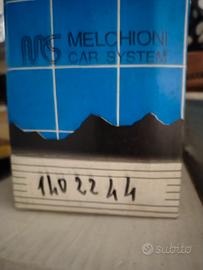 MS MELCHIONI
CAR SYSTEM
1402244
subito